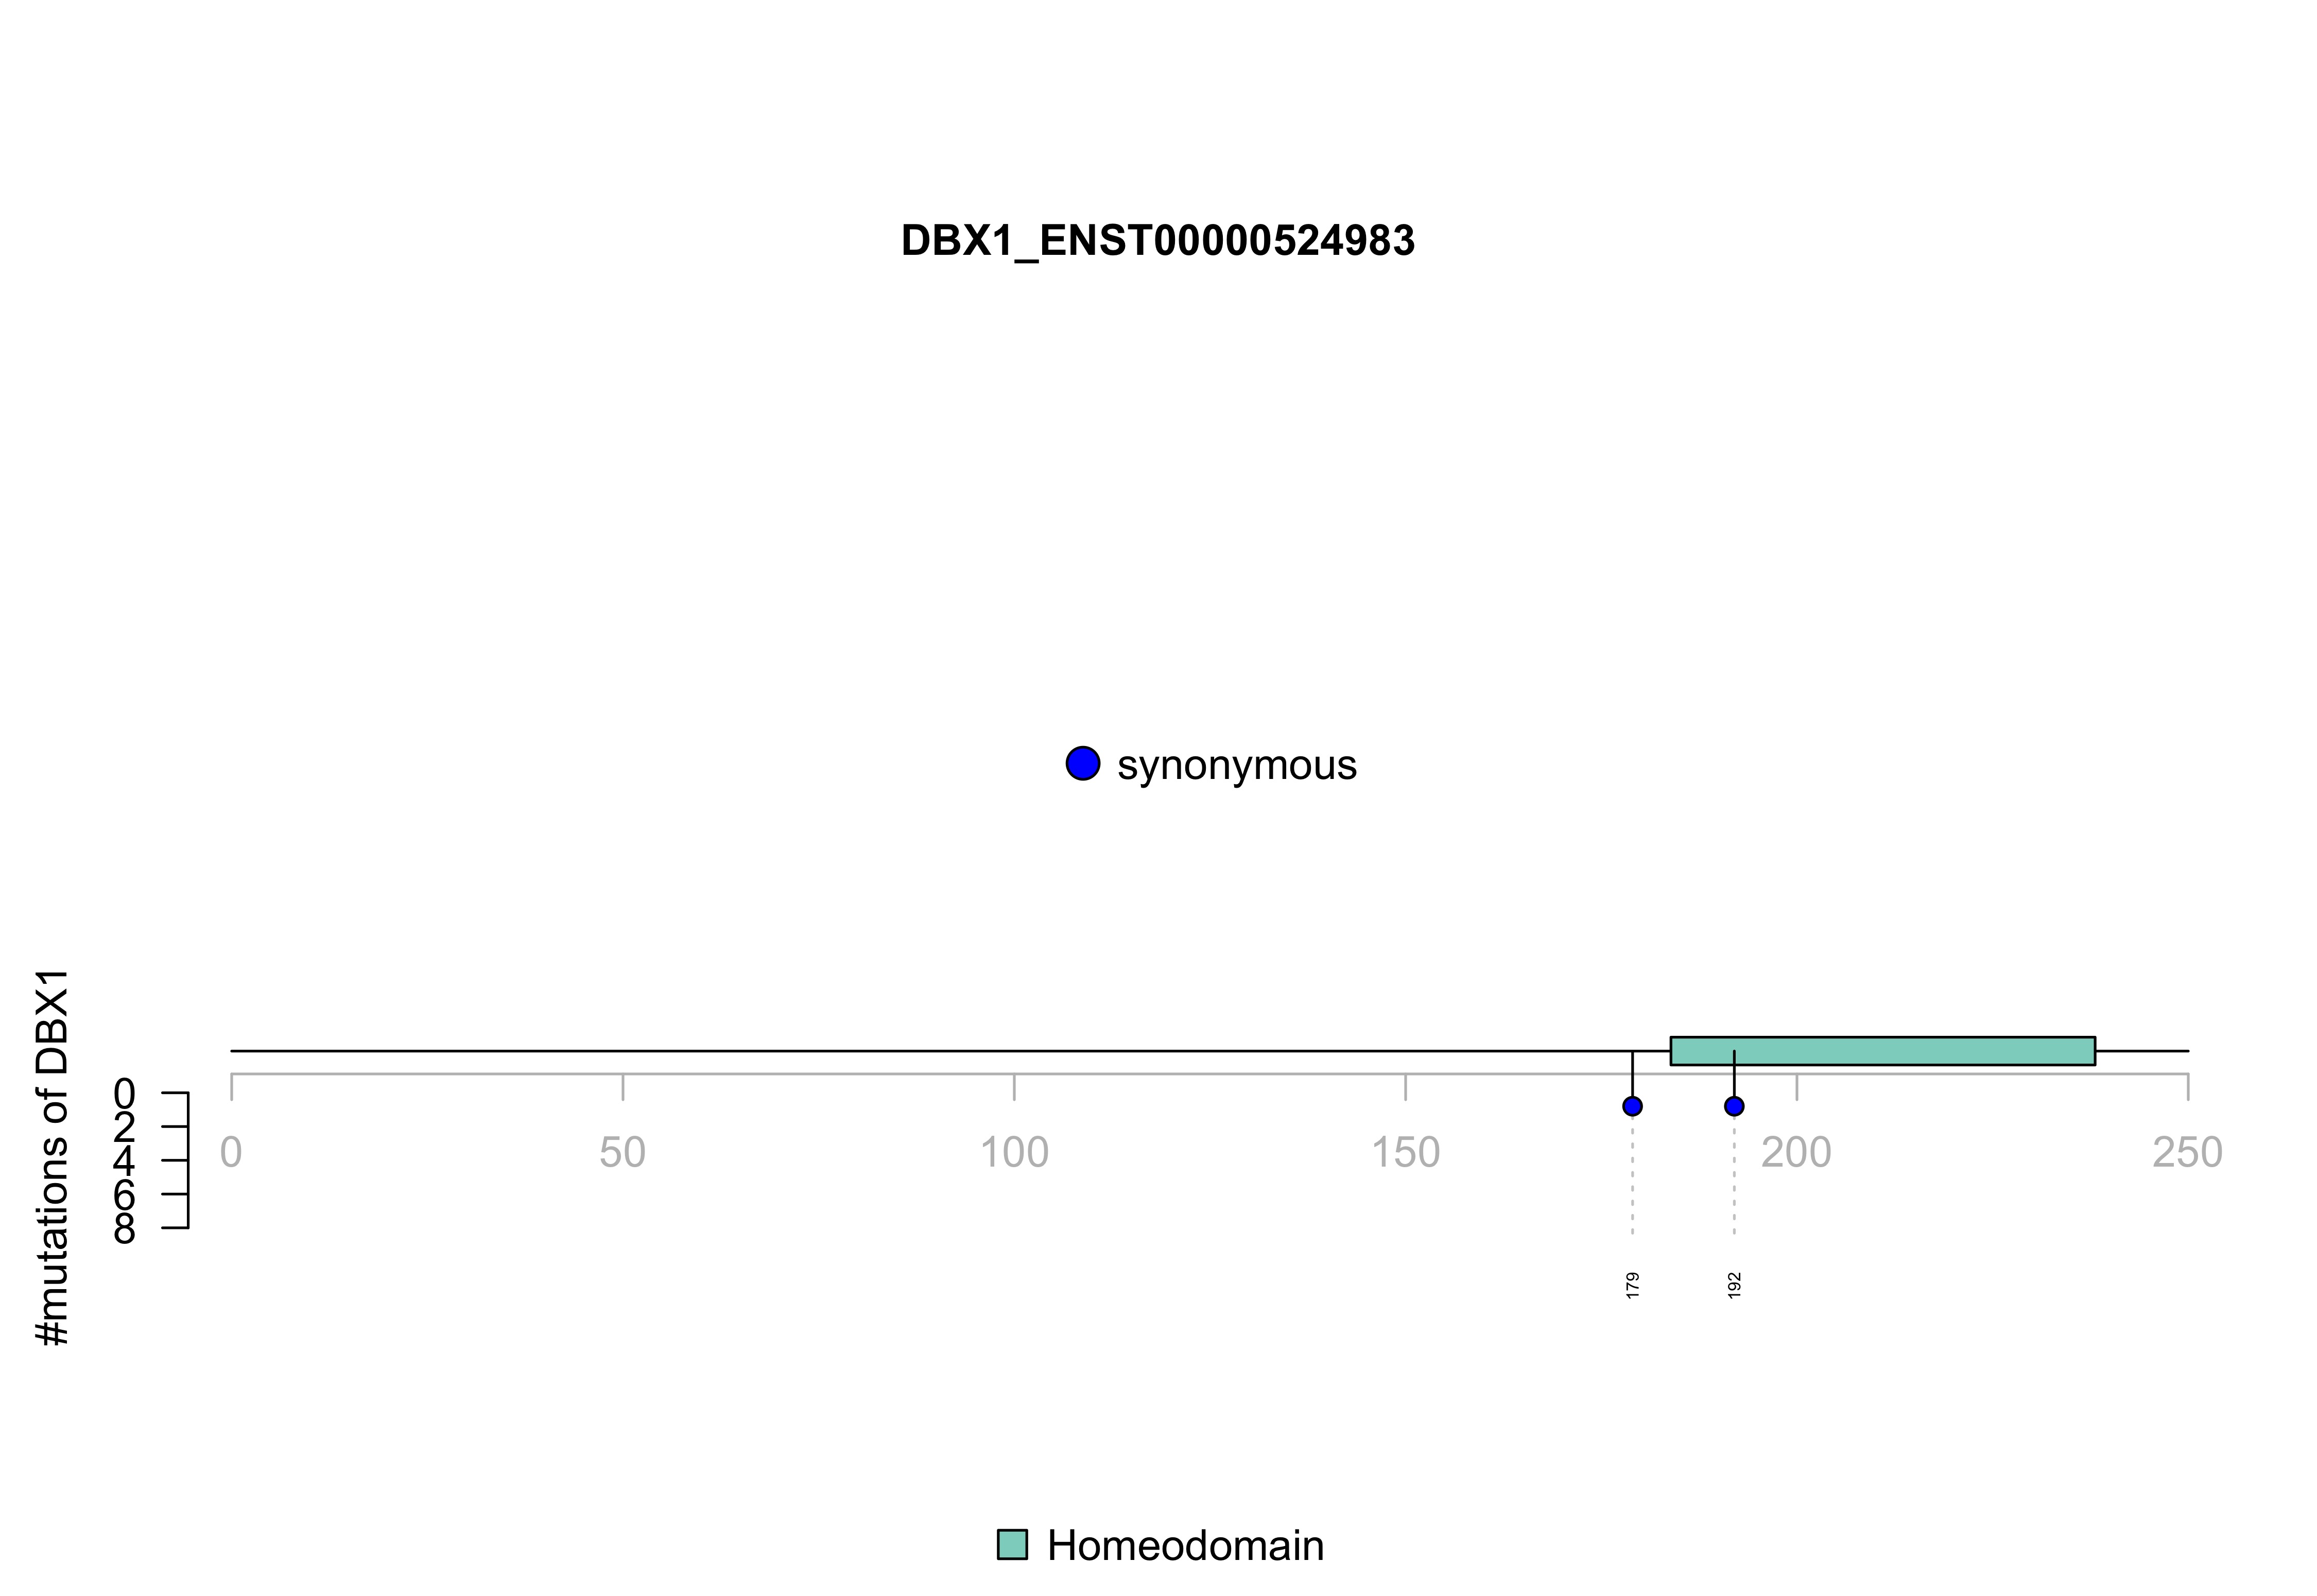 DBX1_ENST00000524983
synonymous
#mutations of DBX1
0
2
4
6
8
0 50 100 150 200 250
179 192
Homeodomain